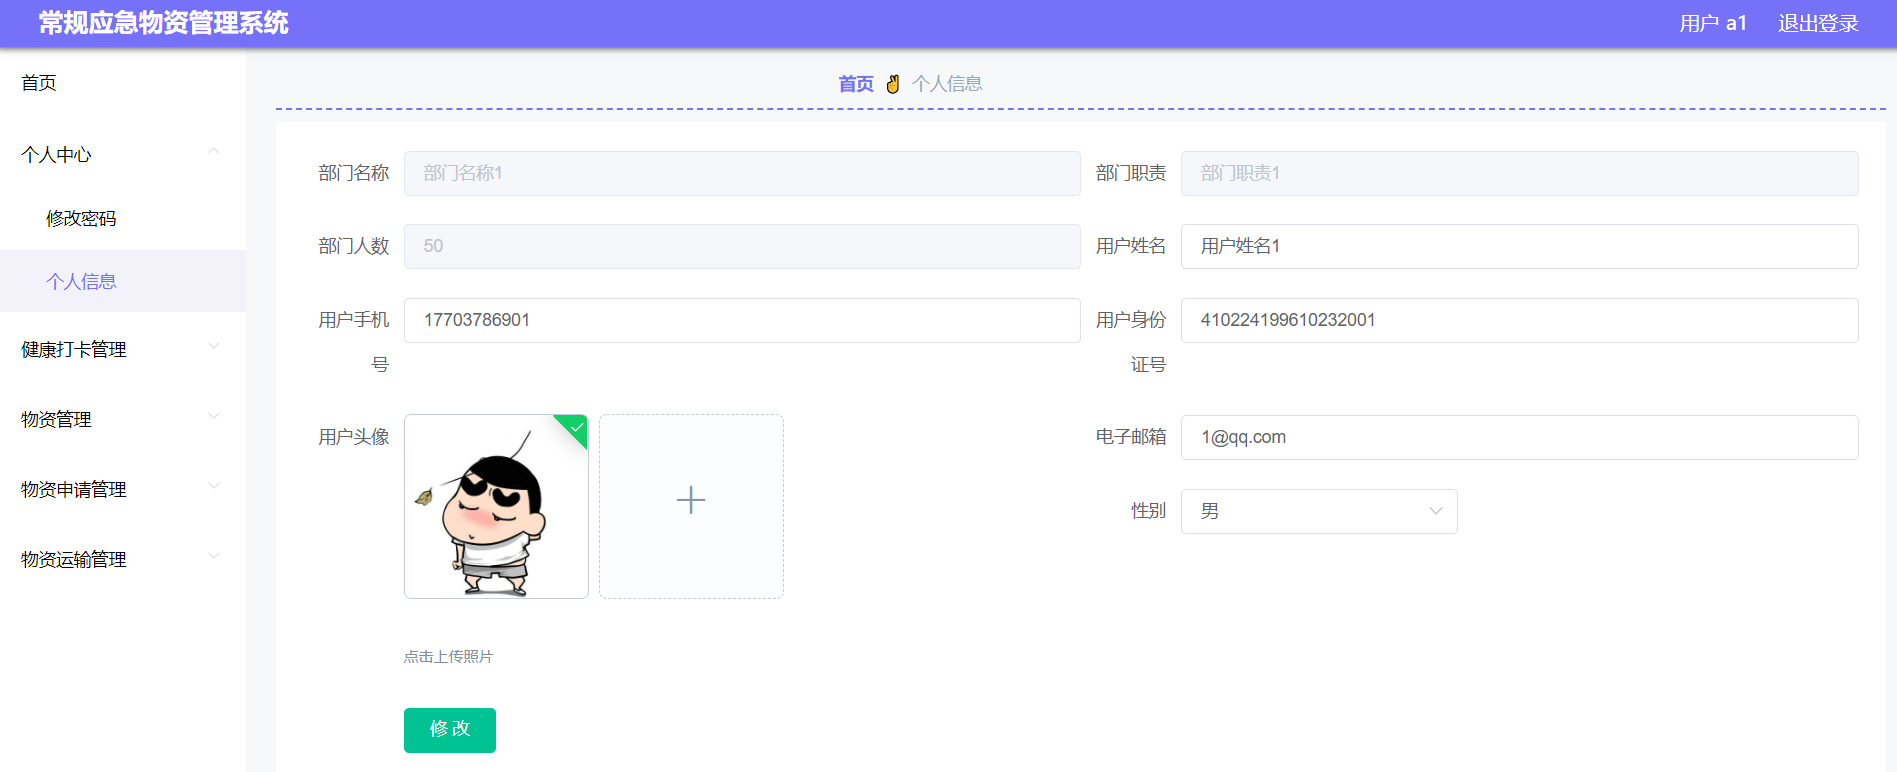 常规应急物资管理系统
用户 a1
退出登录
首页
个人中心
修改密码
个人信息
健康打卡管理
物资管理
物资申请管理
物资运输管理
首页 ✌ 个人信息
部门名称 部门名称1
部门职责 部门职责1
部门人数 50
用户姓名 用户姓名1
用户手机 17703786901
号
用户身份 410224199610232001
证号
用户头像
电子邮箱 1@qq.com
性别 男
点击上传照片
修改